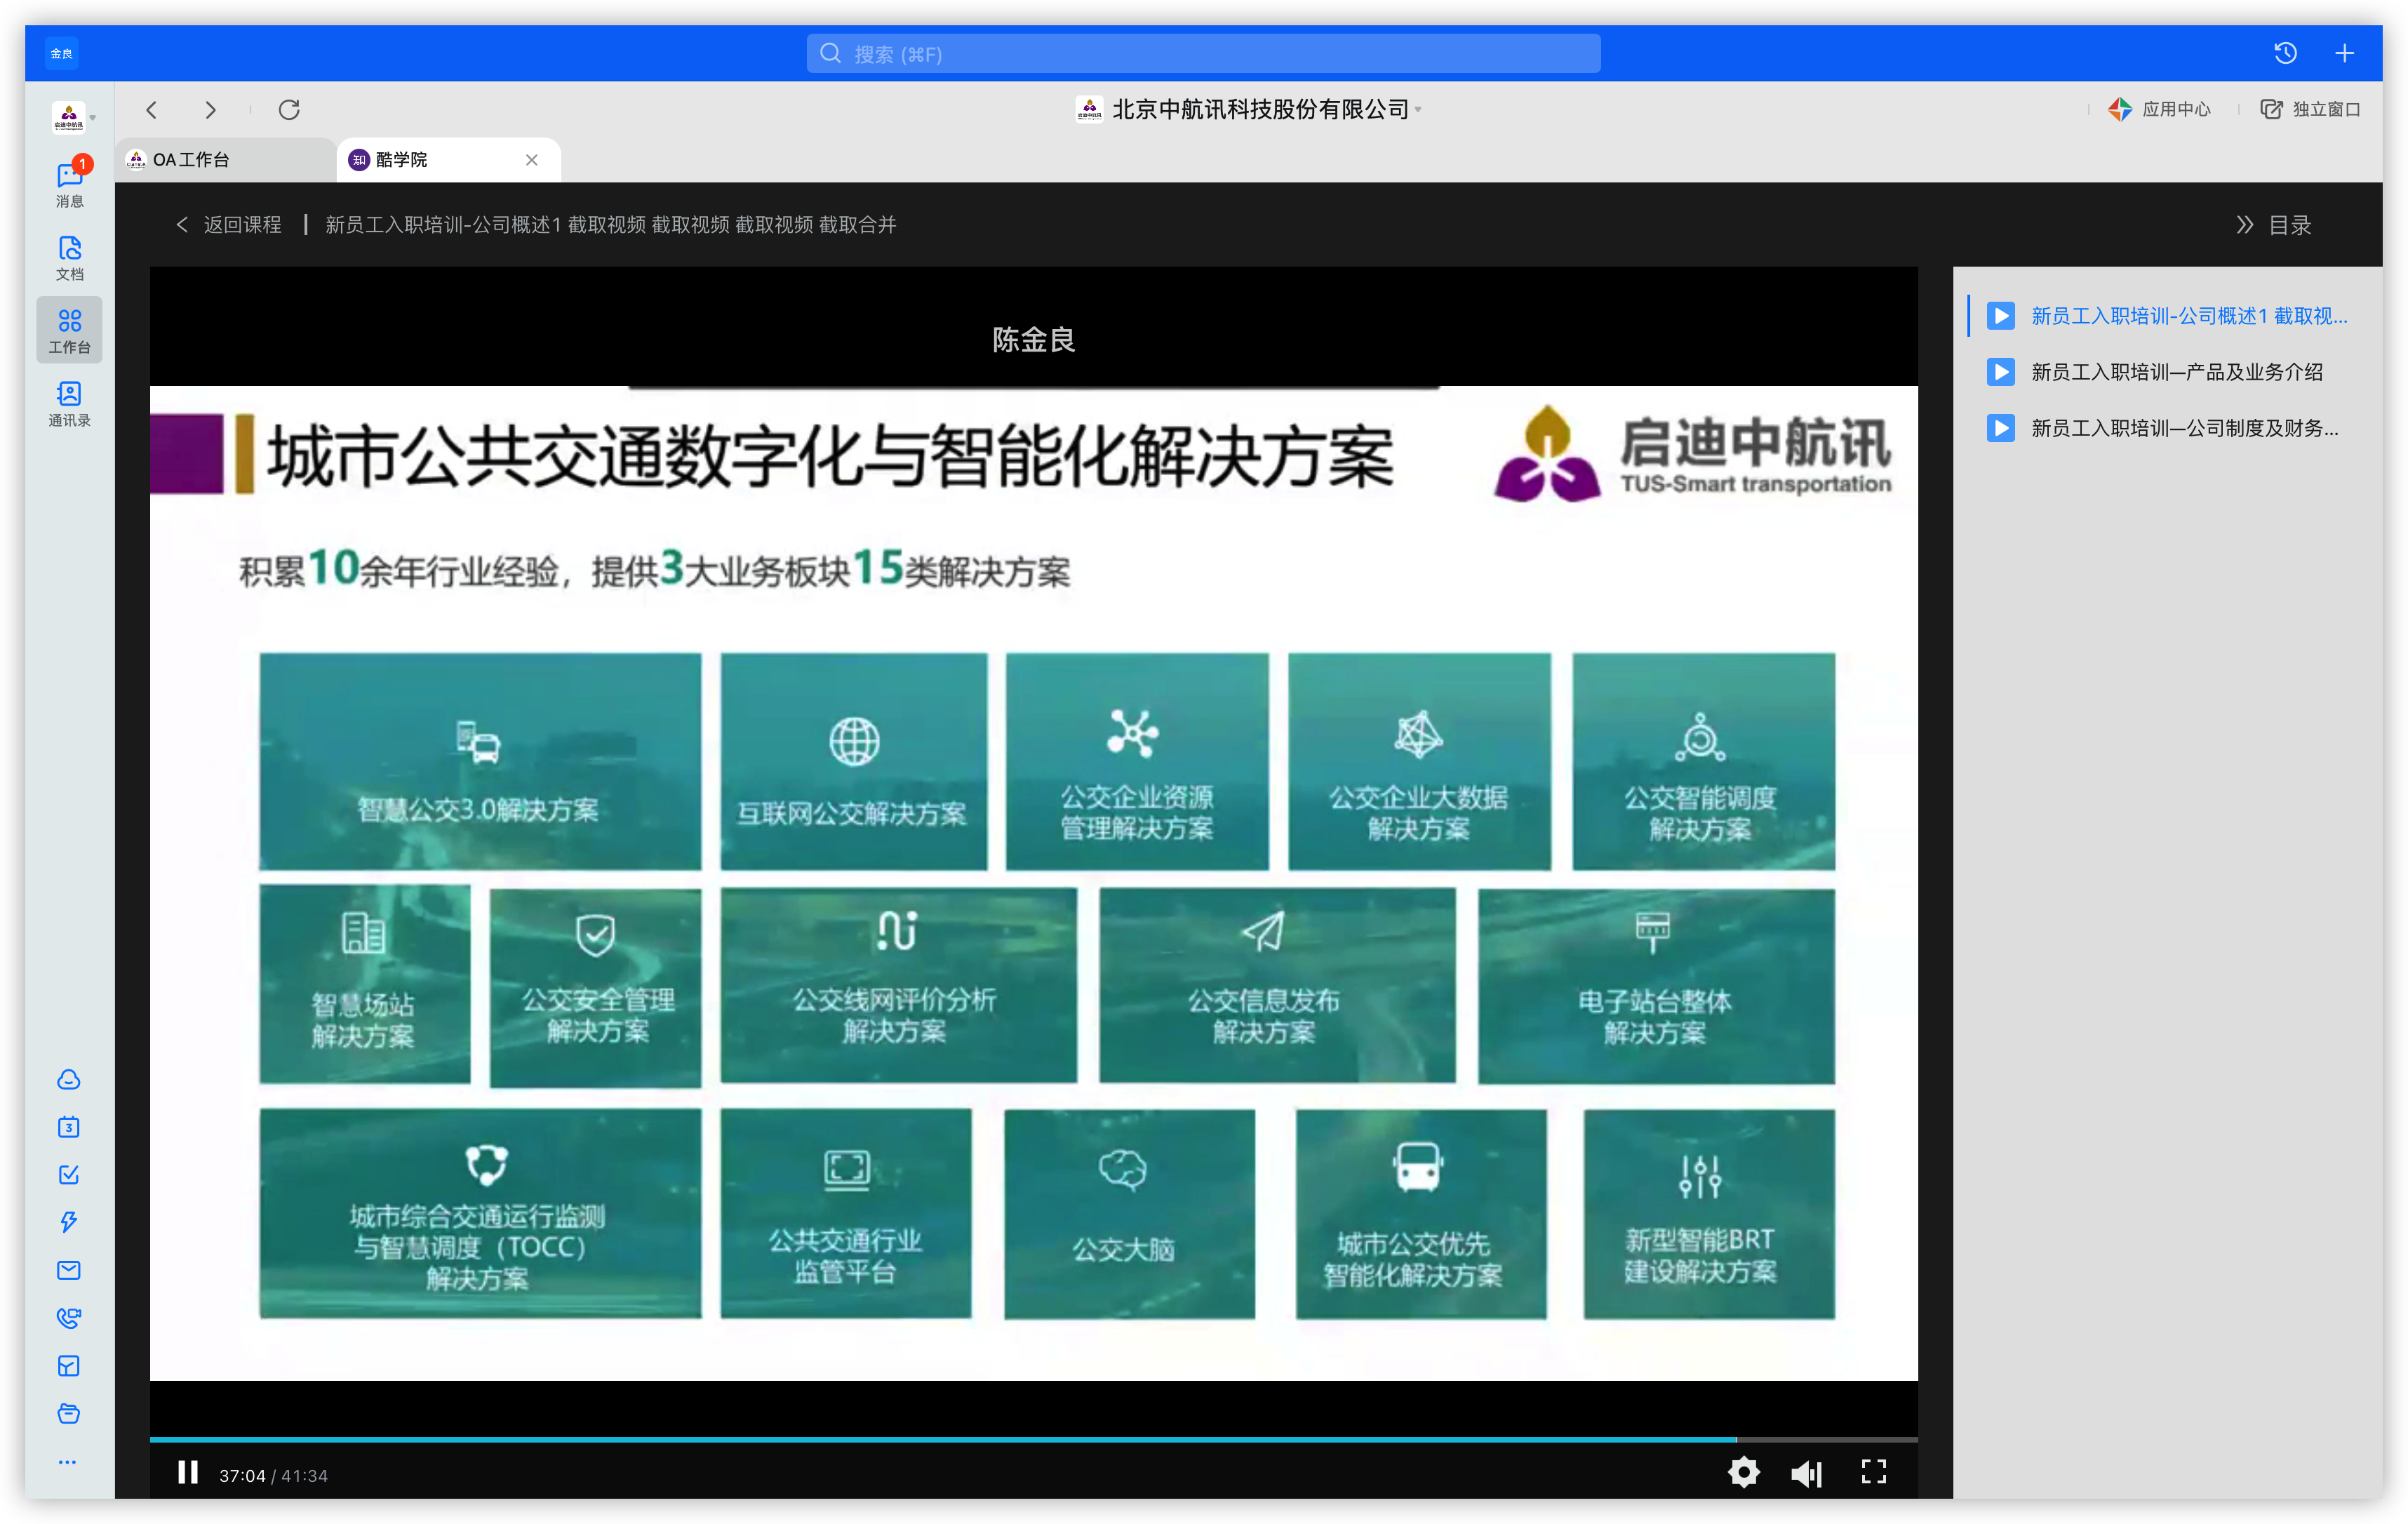 金良
搜索 (⌘F)
北京中航讯科技股份有限公司
应用中心
独立窗口
OA工作台
知 酷学院
1
消息
文档
工作台
通讯录
3
返回课程
新员工入职培训-公司概述1 截取视频 截取视频 截取视频 截取合并
目录
陈金良
城市公共交通数字化与智能化解决方案
启迪中航讯
TUS-Smart transportation
积累10余年行业经验，提供3大业务板块15类解决方案
智慧公交3.0解决方案
互联网公交解决方案
公交企业资源
管理解决方案
公交企业大数据
解决方案
公交智能调度
解决方案
智慧场站
解决方案
公交安全管理
解决方案
公交线网评价分析
解决方案
公交信息发布
解决方案
电子站台整体
解决方案
城市综合交通运行监测
与智慧调度（TOCC）
解决方案
公共交通行业
监管平台
公交大脑
城市公交优先
智能化解决方案
新型智能BRT
建设解决方案
37:04 / 41:34
新员工入职培训-公司概述1 截取视...
新员工入职培训—产品及业务介绍
新员工入职培训—公司制度及财务...